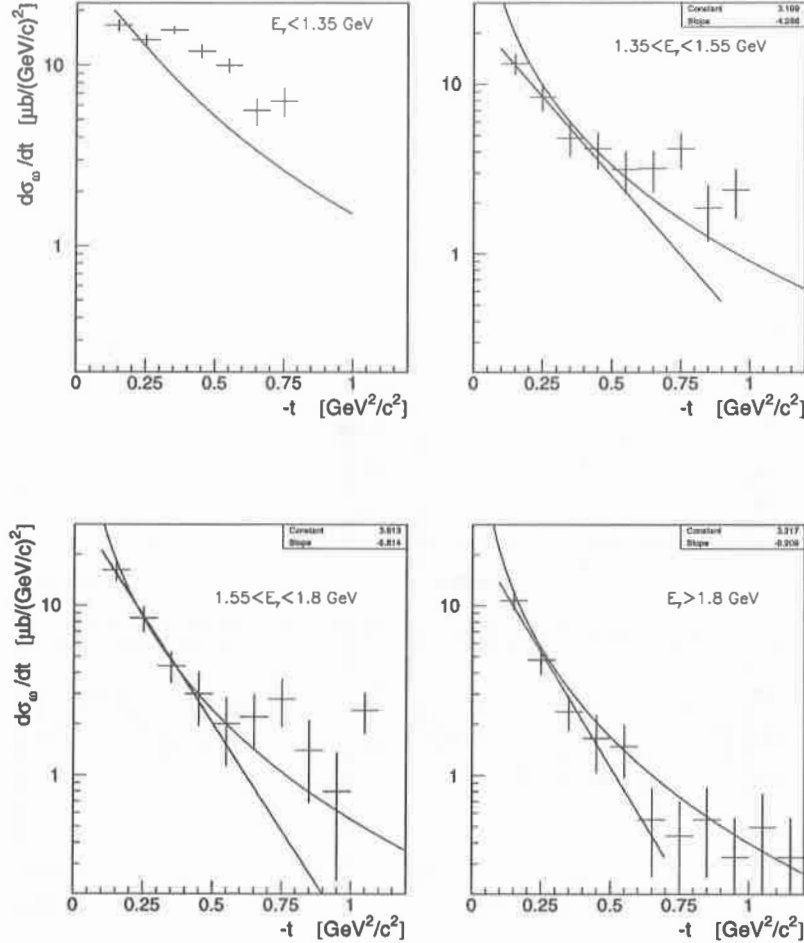 E_γ<1.35 GeV
dσ_ω/dt [μb/(GeV/c)²]
10
1
0 0.25 0.5 0.75 1
-t [GeV²/c²]
Constant
Slope
1.35<E_γ<1.55 GeV
10
1
0 0.25 0.5 0.75 1
-t [GeV²/c²]
Constant
Slope
1.55<E_γ<1.8 GeV
dσ_ω/dt [μb/(GeV/c)²]
10
1
0 0.25 0.5 0.75 1
-t [GeV²/c²]
Constant
Slope
E_γ>1.8 GeV
10
1
0 0.25 0.5 0.75 1
-t [GeV²/c²]